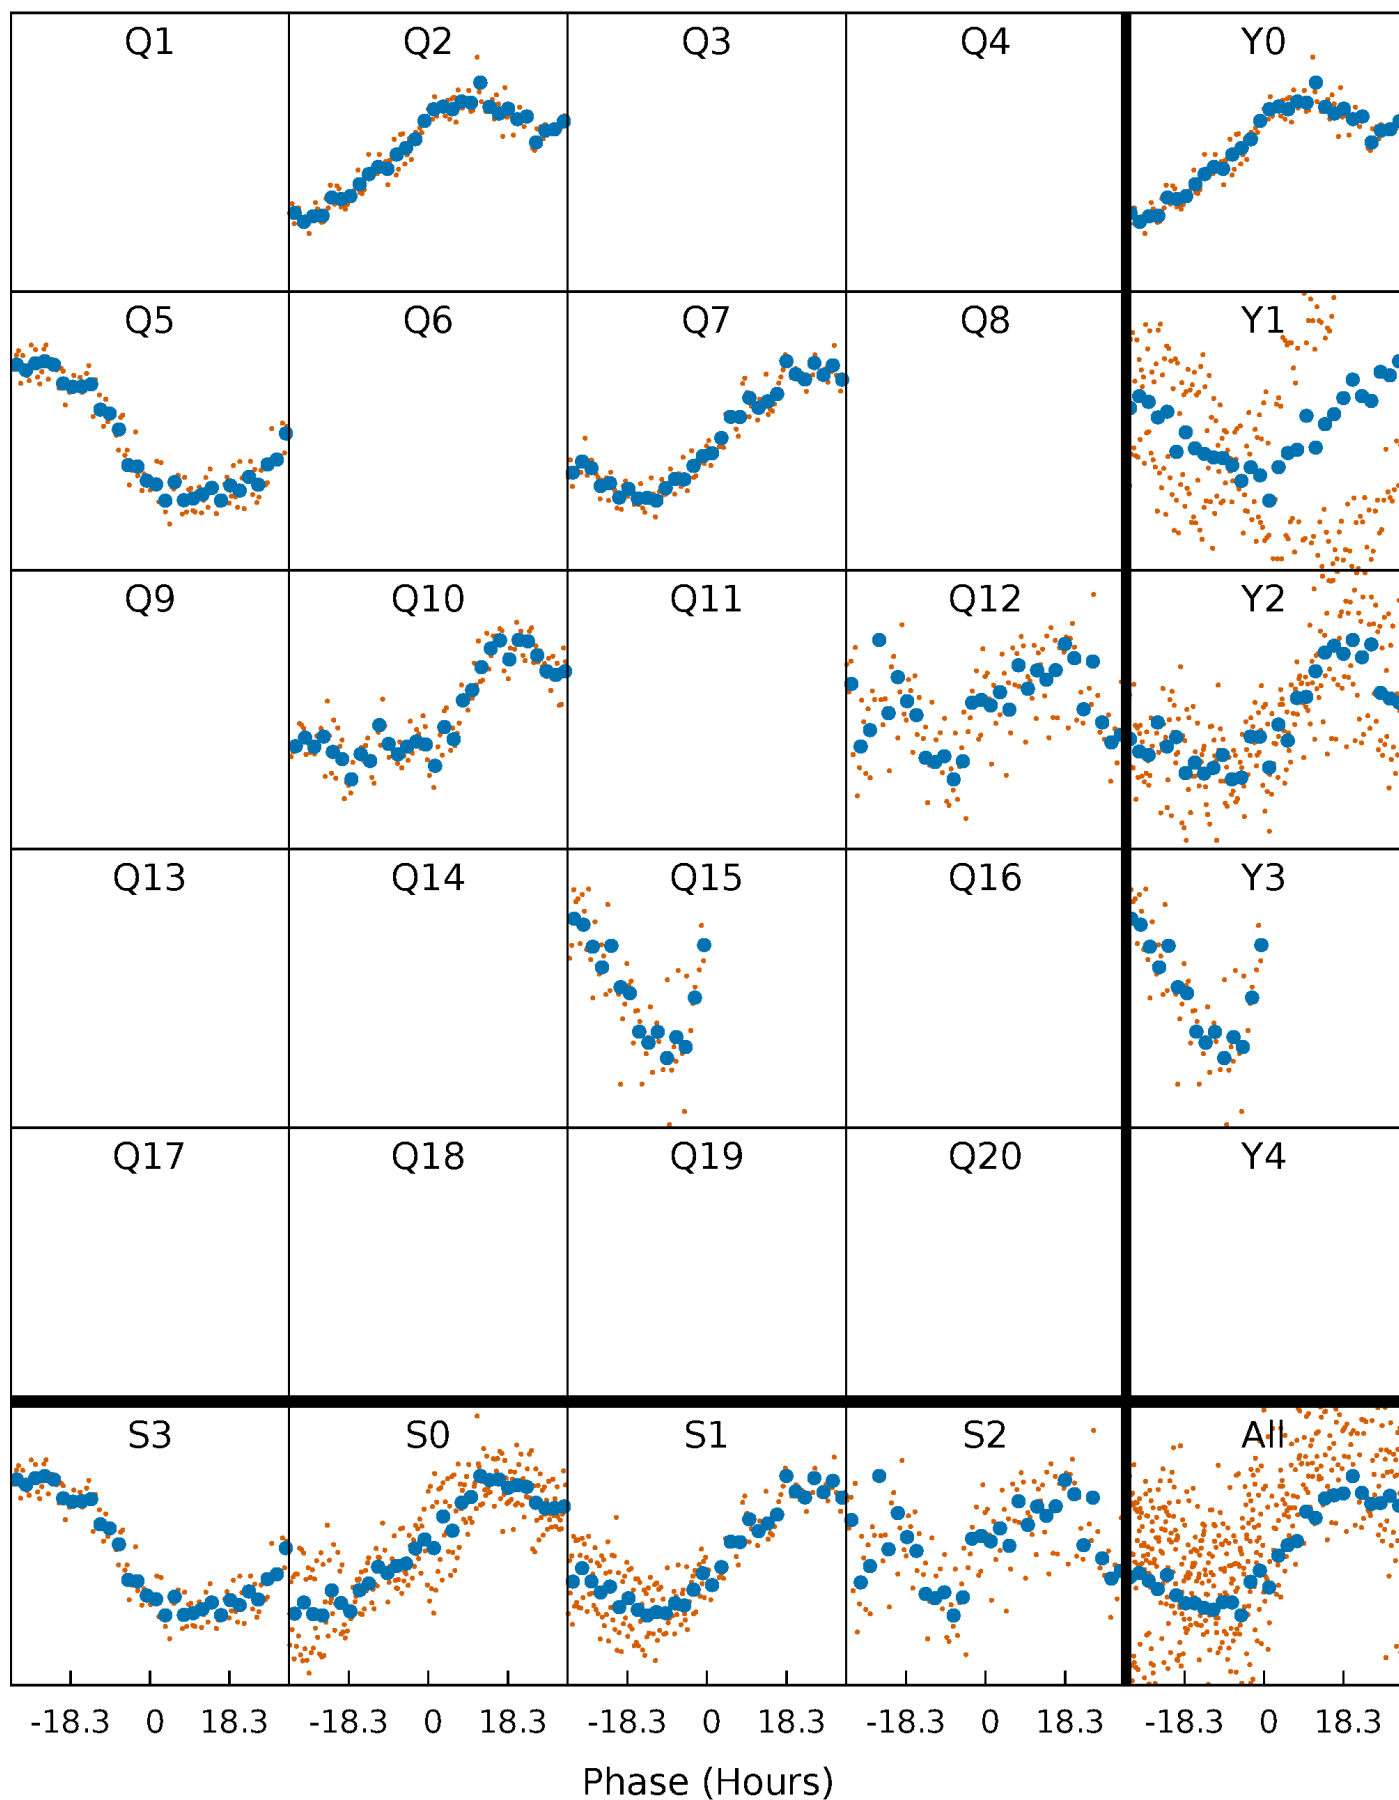 Q1 Q2 Q3 Q4 Y0
Q5 Q6 Q7 Q8 Y1
Q9 Q10 Q11 Q12 Y2
Q13 Q14 Q15 Q16 Y3
Q17 Q18 Q19 Q20 Y4
S3 S0 S1 S2 All
-18.3 0 18.3 -18.3 0 18.3 -18.3 0 18.3 -18.3 0 18.3 -18.3 0 18.3
Phase (Hours)